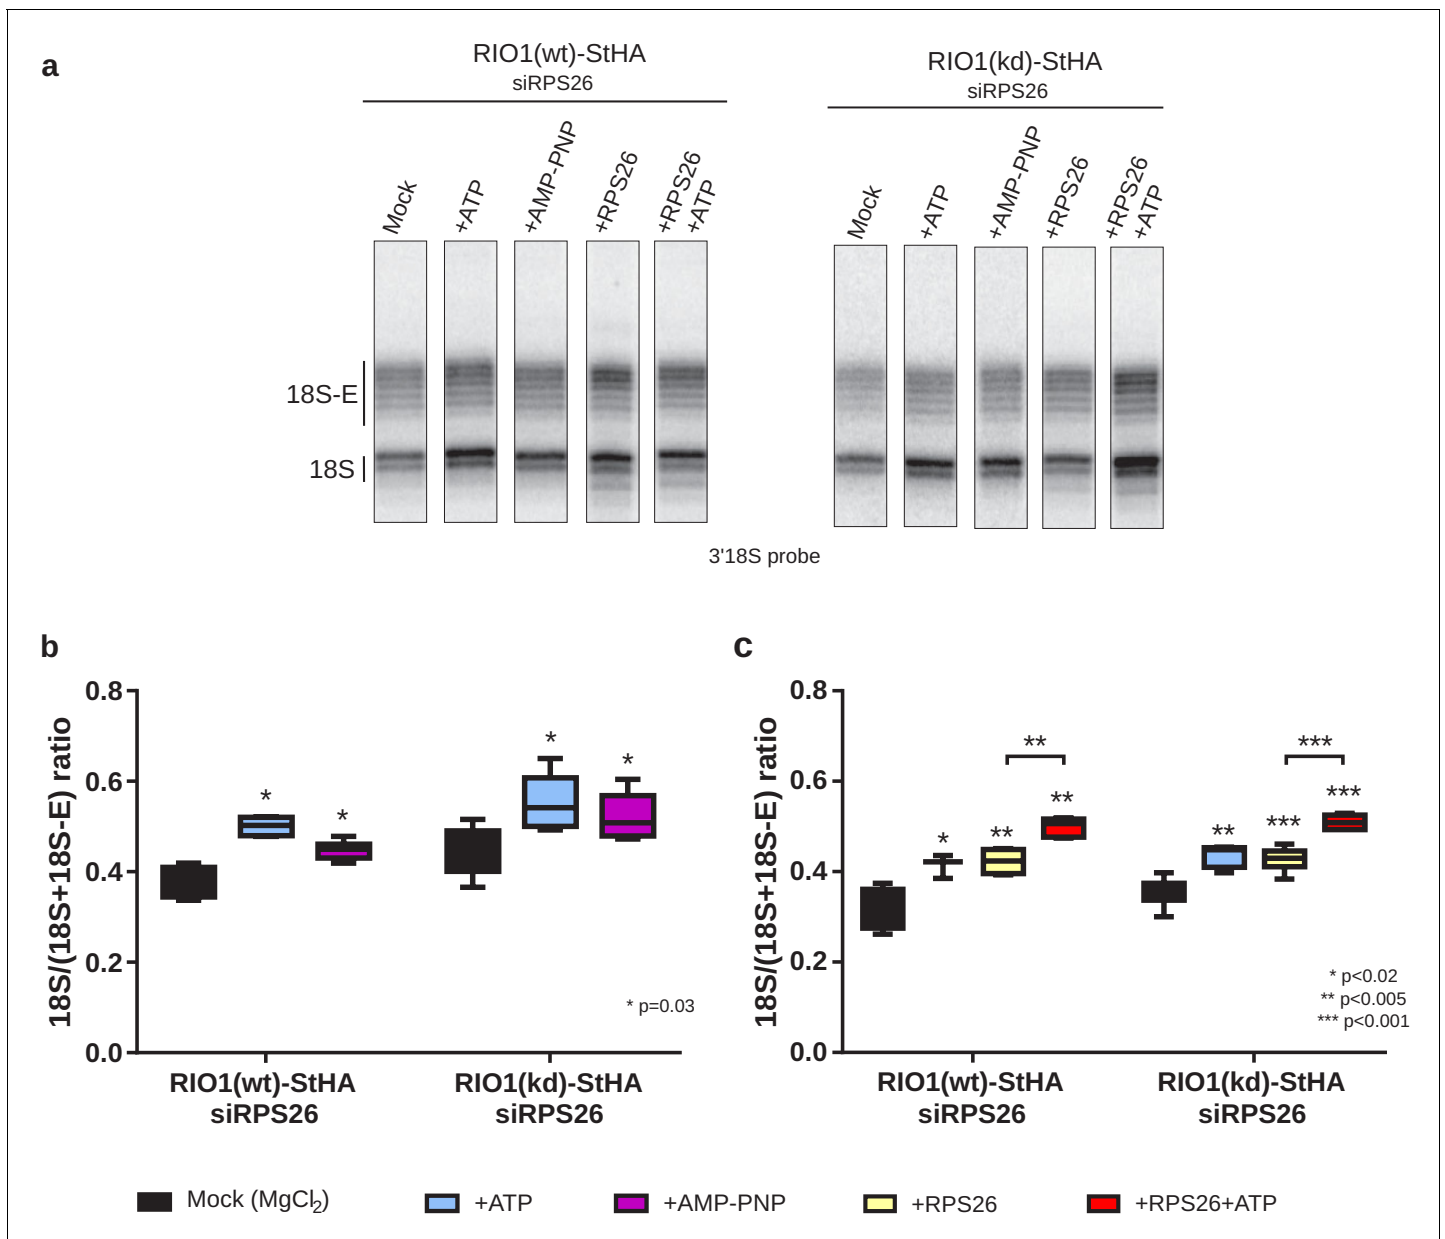 a
RIO1(wt)-StHA
siRPS26
RIO1(kd)-StHA
siRPS26
Mock
+ATP
+AMP-PNP
+RPS26
+RPS26
+ATP
Mock
+ATP
+AMP-PNP
+RPS26
+RPS26
+ATP
18S-E
18S
3'18S probe
b
18S/(18S+18S-E) ratio
0.8
0.6
0.4
0.2
0.0
*
*
*
*
* p=0.03
RIO1(wt)-StHA
siRPS26
RIO1(kd)-StHA
siRPS26
c
18S/(18S+18S-E) ratio
0.8
0.6
0.4
0.2
0.0
*
**
**
**
**
***
***
***
* p<0.02
** p<0.005
*** p<0.001
RIO1(wt)-StHA
siRPS26
RIO1(kd)-StHA
siRPS26
Mock (MgCl2)
+ATP
+AMP-PNP
+RPS26
+RPS26+ATP